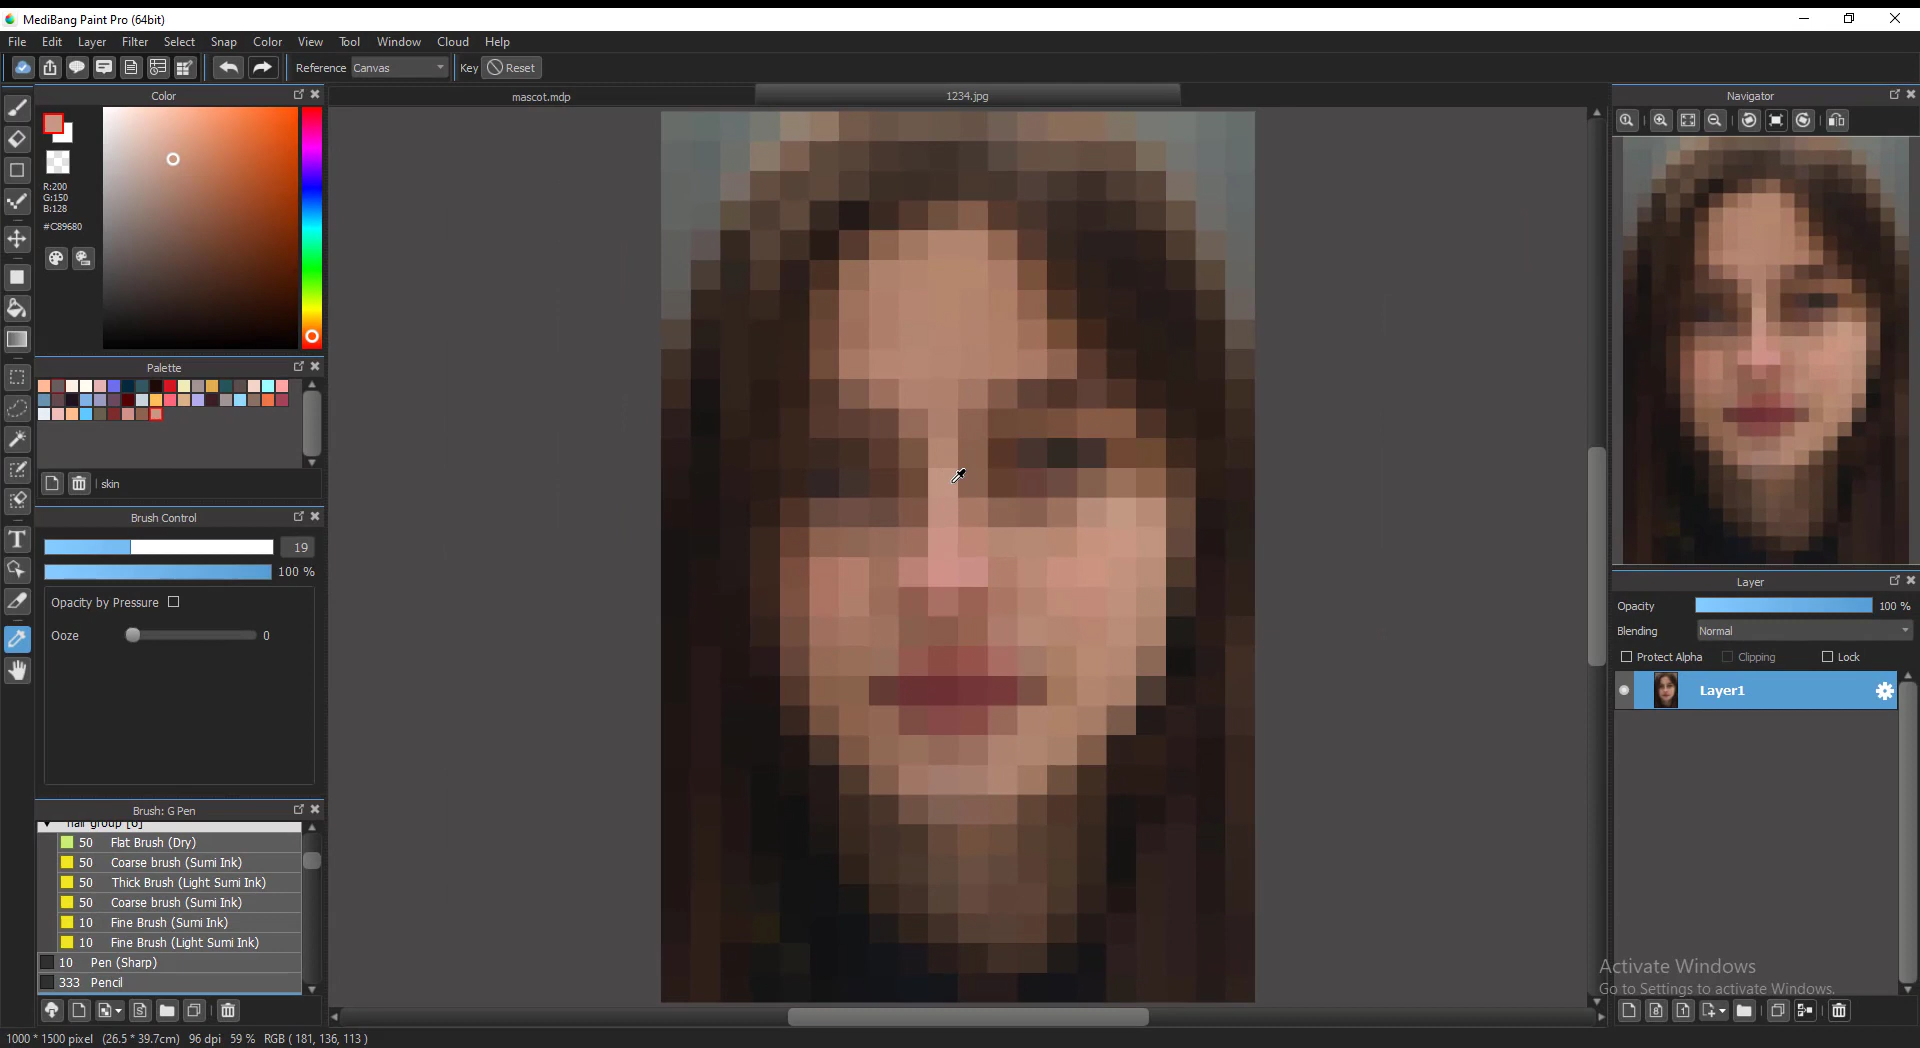 MediBang Paint Pro (64bit)
File Edit Layer Filter Select Snap Color View Tool Window Cloud Help
Reference Canvas Key Reset
Color mascot.mdp 1234.jpg Navigator
R:200
G:150
B:128
#C89680
Palette
skin
Brush Control
19
100 %
Opacity by Pressure
Ooze 0
Brush: G Pen
hair group [6]
50 Flat Brush (Dry)
50 Coarse brush (Sumi Ink)
50 Thick Brush (Light Sumi Ink)
50 Coarse brush (Sumi Ink)
10 Fine Brush (Sumi Ink)
10 Fine Brush (Light Sumi Ink)
10 Pen (Sharp)
333 Pencil
Layer
Opacity 100 %
Blending Normal
Protect Alpha Clipping Lock
Layer1
Activate Windows
Go to Settings to activate Windows.
1000 * 1500 pixel (26.5 * 39.7cm) 96 dpi 59 % RGB ( 181, 136, 113 )